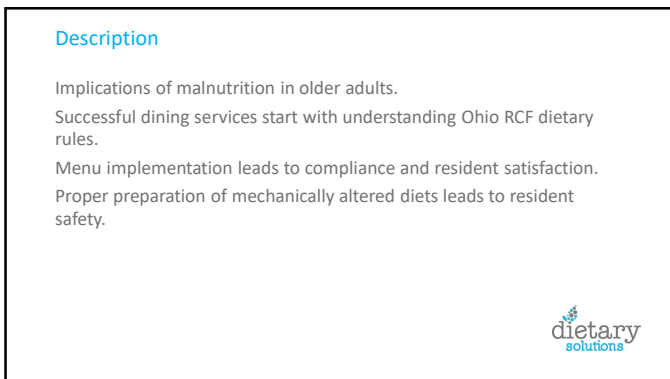 Description
Implications of malnutrition in older adults.
Successful dining services start with understanding Ohio RCF dietary
rules.
Menu implementation leads to compliance and resident satisfaction.
Proper preparation of mechanically altered diets leads to resident
safety.
dietary
solutions